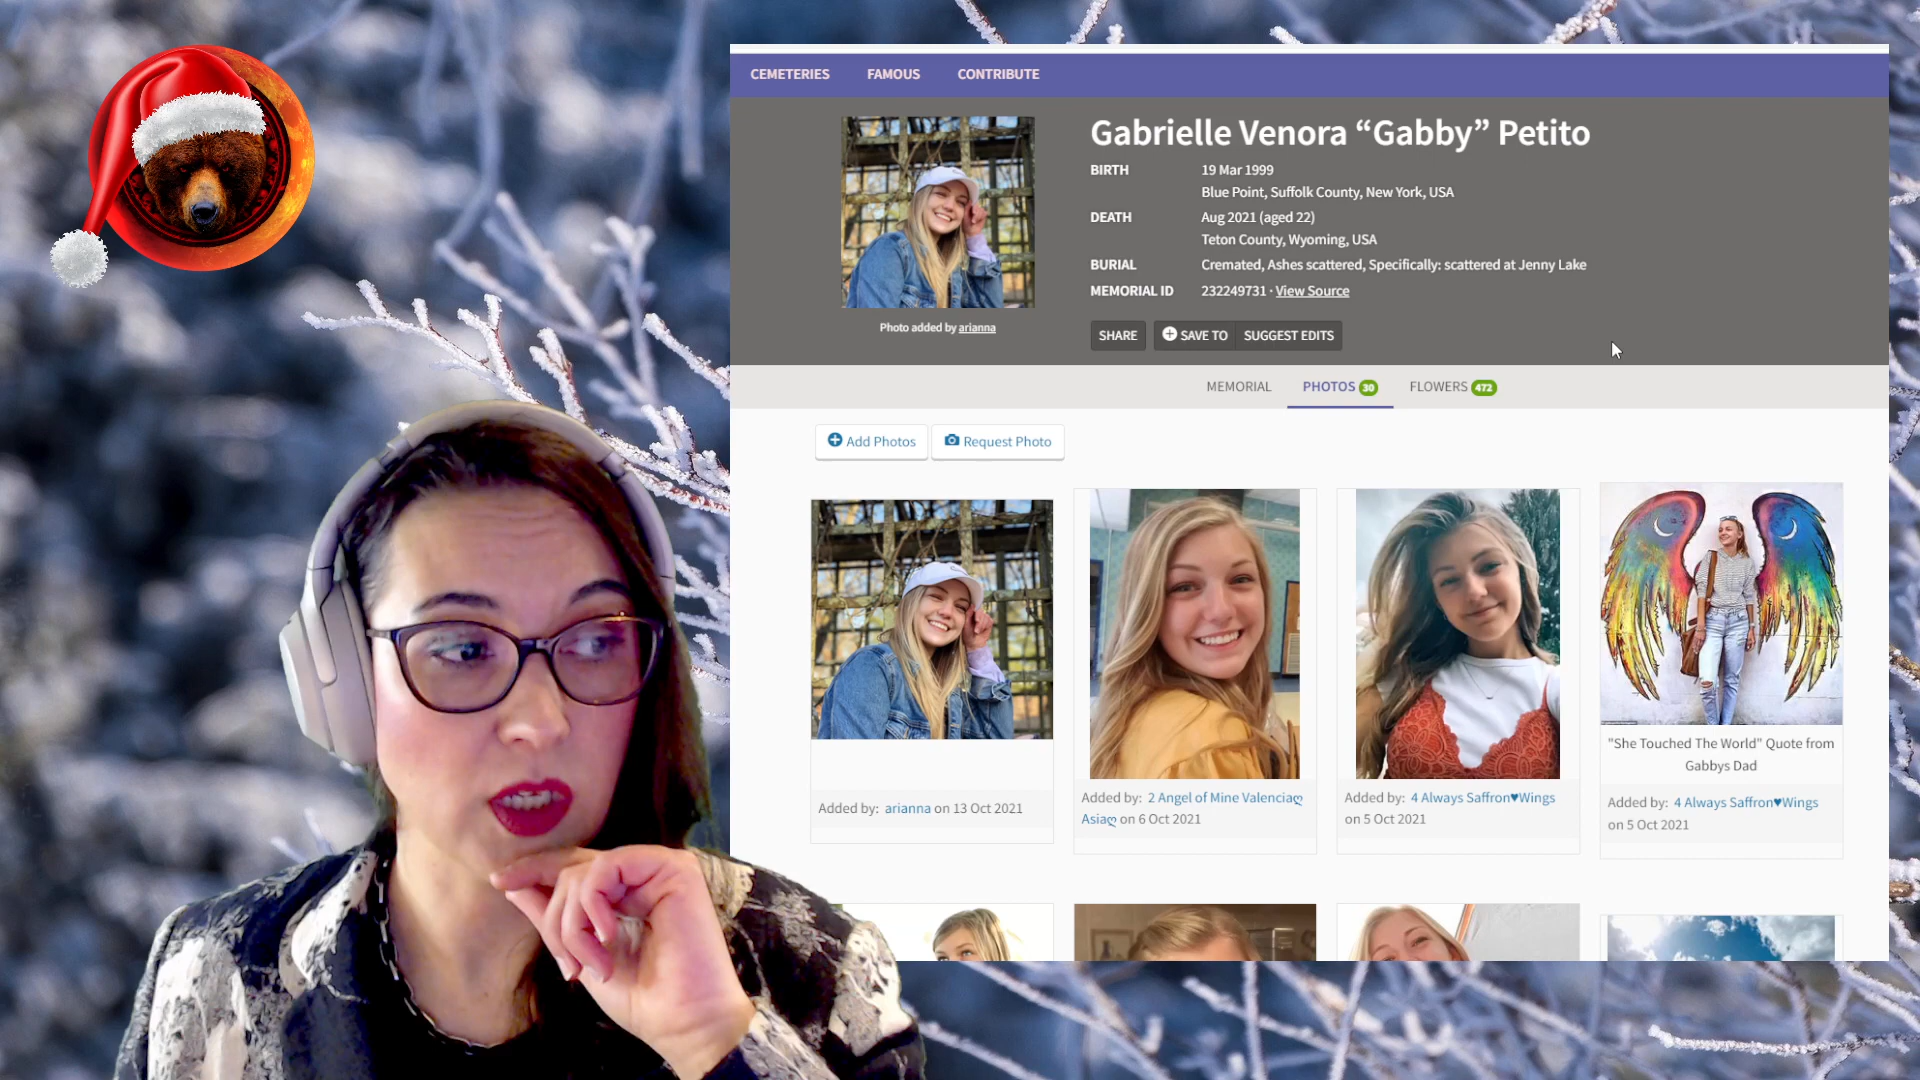 CEMETERIES FAMOUS CONTRIBUTE
Gabrielle Venora “Gabby” Petito
BIRTH 19 Mar 1999
Blue Point, Suffolk County, New York, USA
DEATH Aug 2021 (aged 22)
Teton County, Wyoming, USA
BURIAL Cremated, Ashes scattered, Specifically: scattered at Jenny Lake
MEMORIAL ID 232249731 · View Source
Photo added by arianna
SHARE SAVE TO SUGGEST EDITS
MEMORIAL PHOTOS 30 FLOWERS 472
Add Photos Request Photo
Added by: arianna on 13 Oct 2021
Added by: 2 Angel of Mine Valenciaღ
Asiaღ on 6 Oct 2021
Added by: 4 Always Saffron♥Wings
on 5 Oct 2021
"She Touched The World" Quote from
Gabbys Dad
Added by: 4 Always Saffron♥Wings
on 5 Oct 2021